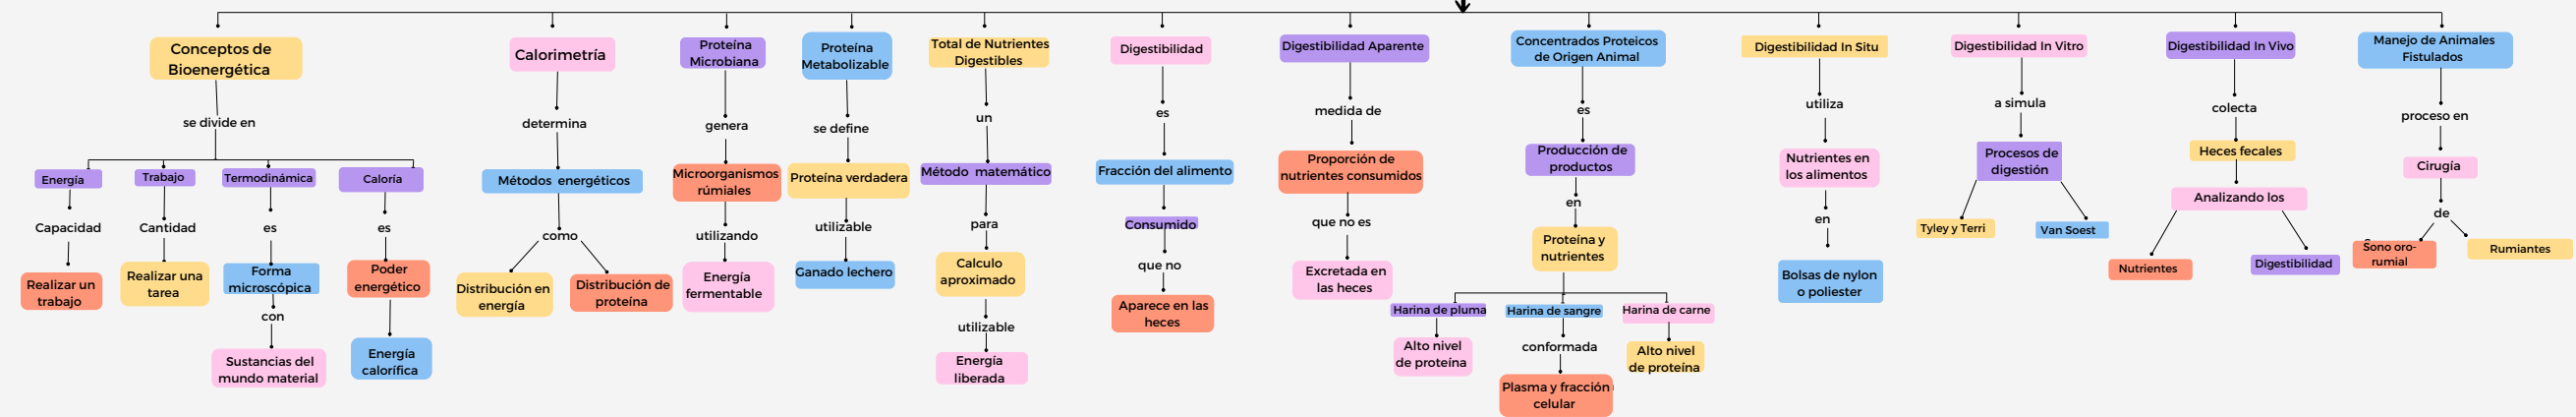 Conceptos de
Bioenergética
se divide en
Energía
Capacidad
Realizar un
trabajo
Trabajo
Cantidad
Realizar una
tarea
Termodinámica
es
Forma
microscópica
con
Sustancias del
mundo material
Caloría
es
Poder
energético
Energía
calorífica
Calorimetría
determina
Métodos energéticos
como
Distribución en
energía
Distribución de
proteína
Proteína
Microbiana
genera
Microorganismos
rúmiales
utilizando
Energía
fermentable
Proteína
Metabolizable
se define
Proteína verdadera
utilizable
Ganado lechero
Total de Nutrientes
Digestibles
un
Método matemático
para
Calculo
aproximado
utilizable
Energía
liberada
Digestibilidad
es
Fracción del alimento
Consumido
que no
Aparece en las
heces
Digestibilidad Aparente
medida de
Proporción de
nutrientes consumidos
que no es
Excretada en
las heces
Concentrados Proteicos
de Origen Animal
es
Producción de
productos
en
Proteína y
nutrientes
Harina de pluma
Alto nivel
de proteína
Harina de sangre
conformada
Plasma y fracción
celular
Harina de carne
Alto nivel
de proteína
Digestibilidad In Situ
utiliza
Nutrientes en
los alimentos
en
Bolsas de nylon
o poliester
Digestibilidad In Vitro
a simula
Procesos de
digestión
Tyley y Terri
Van Soest
Digestibilidad In Vivo
colecta
Heces fecales
Analizando los
Nutrientes
Digestibilidad
Manejo de Animales
Fistulados
proceso en
Cirugía
de
Sono oro-
rumial
Rumiantes